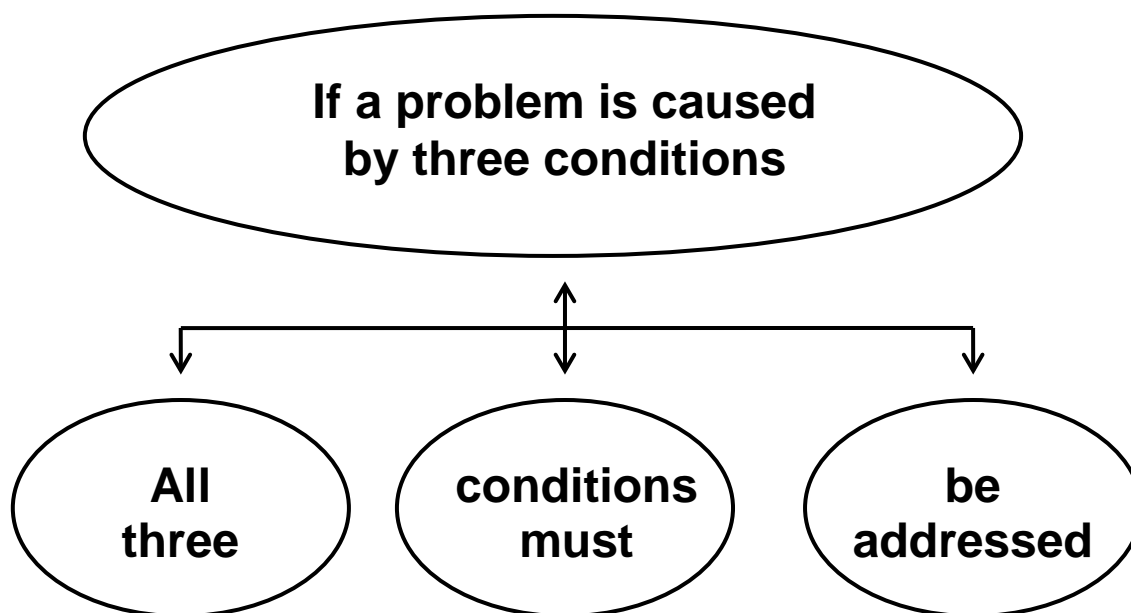 If a problem is caused
by three conditions
All
three
conditions
must
be
addressed